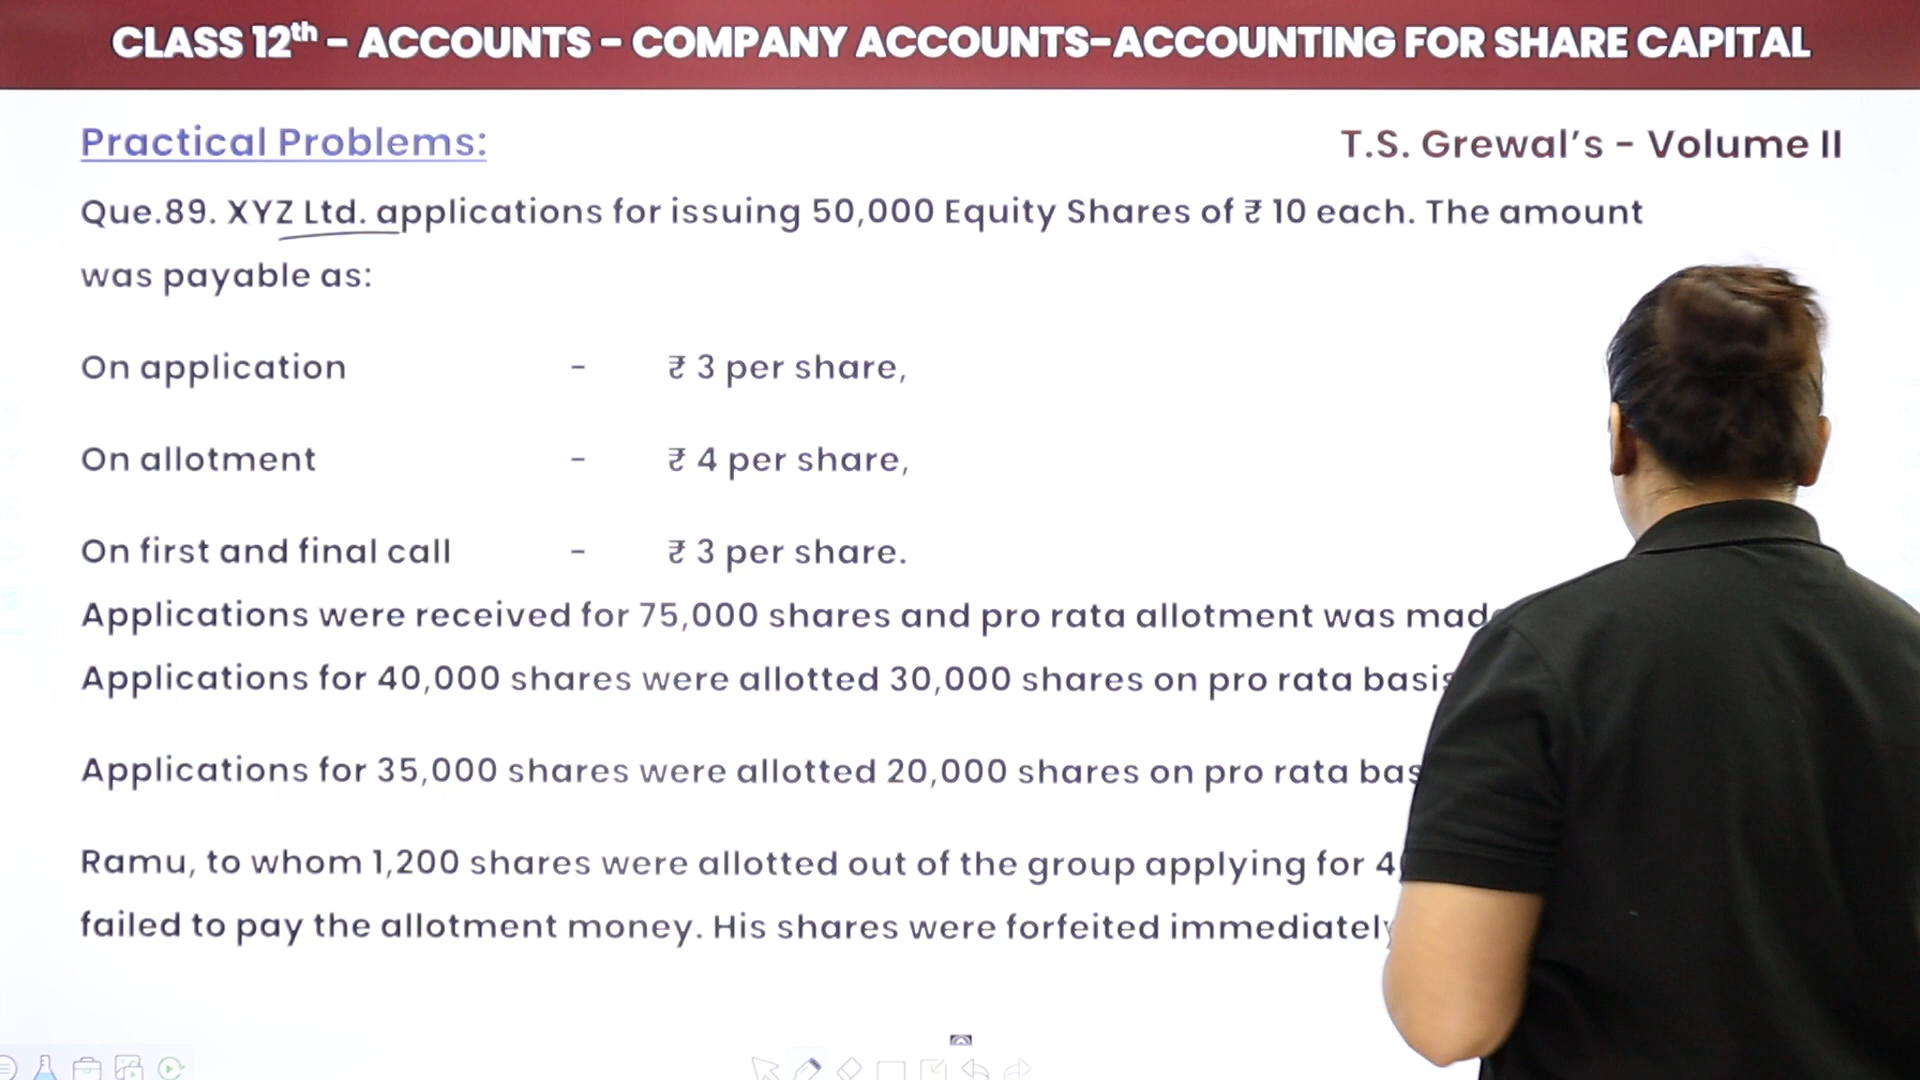 CLASS 12th - ACCOUNTS - COMPANY ACCOUNTS-ACCOUNTING FOR SHARE CAPITAL
Practical Problems:
T.S. Grewal's - Volume II
Que.89. XYZ Ltd. applications for issuing 50,000 Equity Shares of ₹ 10 each. The amount
was payable as:
On application - ₹ 3 per share,
On allotment - ₹ 4 per share,
On first and final call - ₹ 3 per share.
Applications were received for 75,000 shares and pro rata allotment was
Applications for 40,000 shares were allotted 30,000 shares on pro rata
Applications for 35,000 shares were allotted 20,000 shares on pro rata
Ramu, to whom 1,200 shares were allotted out of the group applying for
failed to pay the allotment money. His shares were forfeited